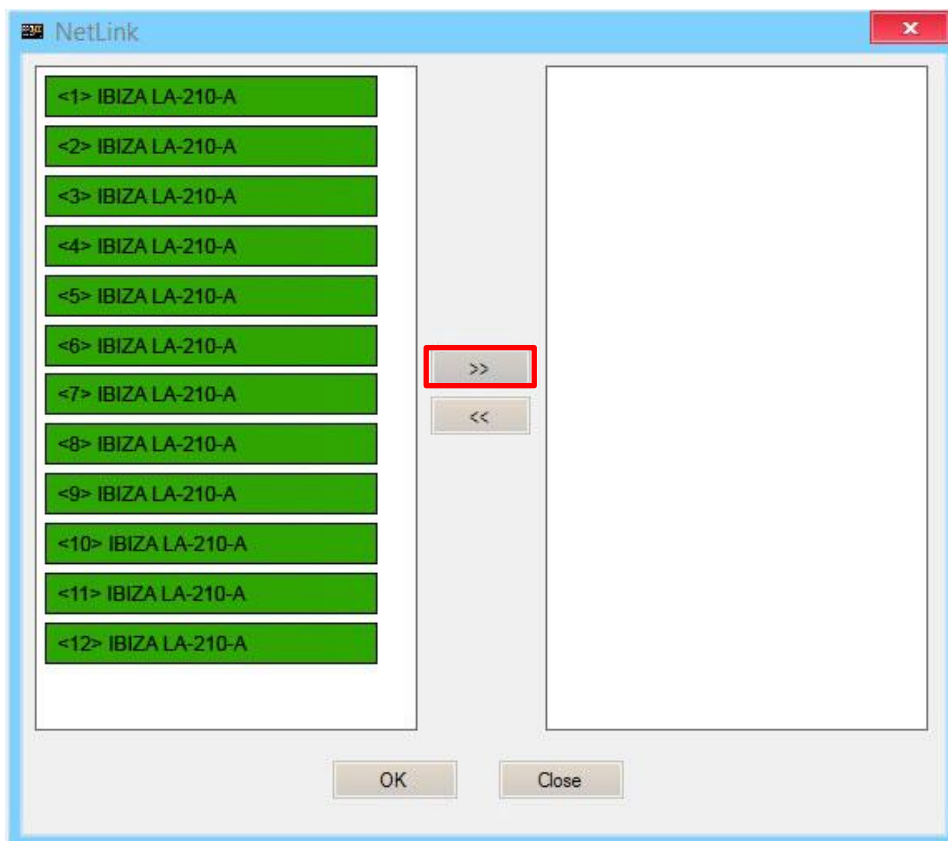 NetLink
<1> IBIZA LA-210-A
<2> IBIZA LA-210-A
<3> IBIZA LA-210-A
<4> IBIZA LA-210-A
<5> IBIZA LA-210-A
<6> IBIZA LA-210-A
<7> IBIZA LA-210-A
<8> IBIZA LA-210-A
<9> IBIZA LA-210-A
<10> IBIZA LA-210-A
<11> IBIZA LA-210-A
<12> IBIZA LA-210-A
>>
<<
OK
Close